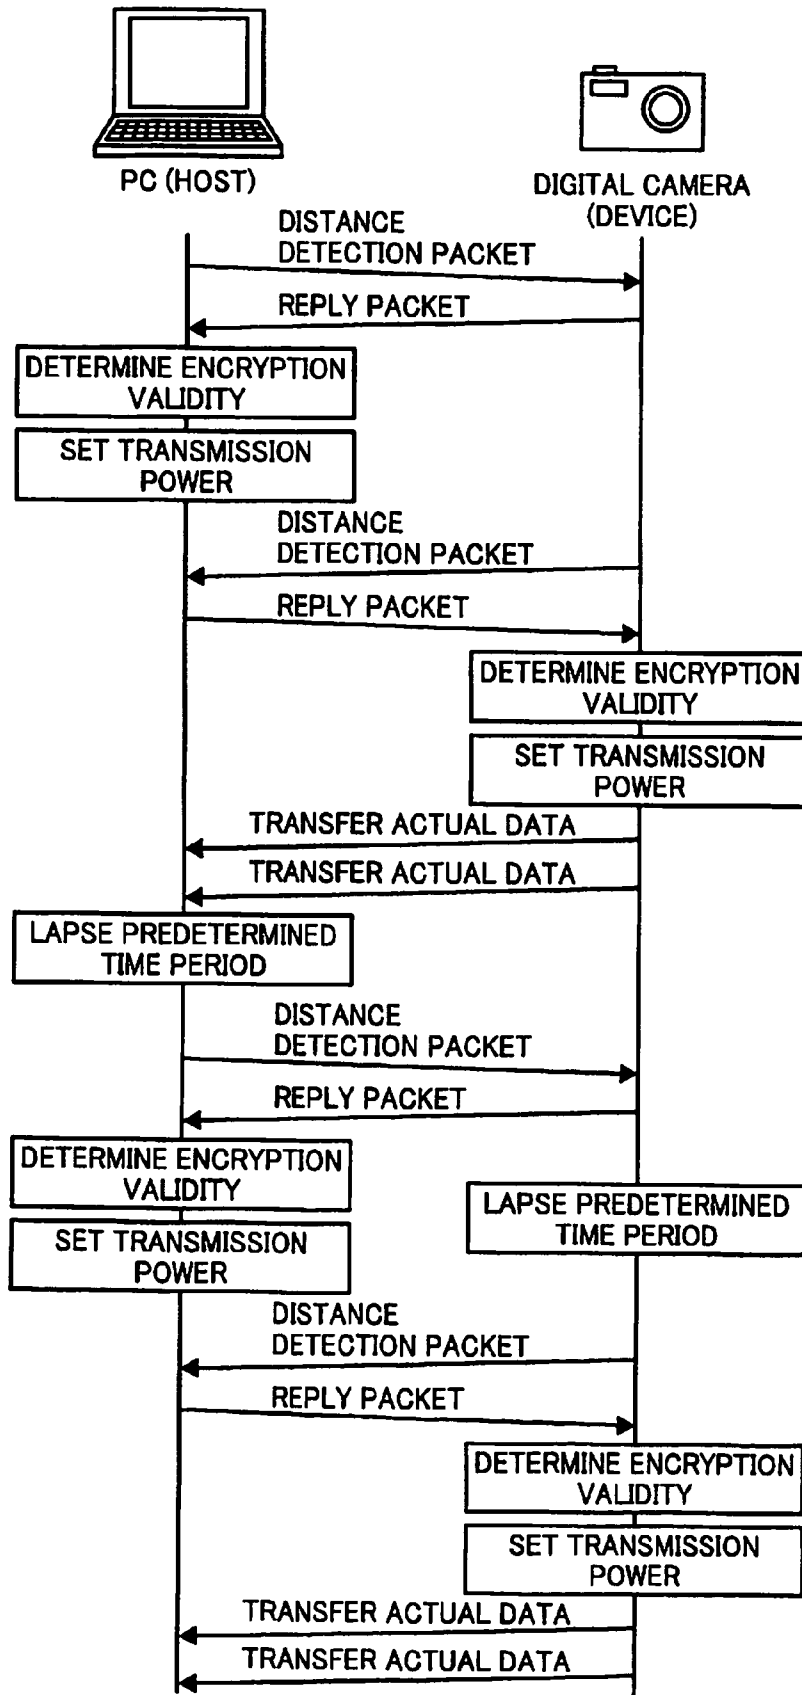 PC (HOST)
DIGITAL CAMERA
(DEVICE)
DISTANCE
DETECTION PACKET
REPLY PACKET
DETERMINE ENCRYPTION
VALIDITY
SET TRANSMISSION
POWER
DISTANCE
DETECTION PACKET
REPLY PACKET
DETERMINE ENCRYPTION
VALIDITY
SET TRANSMISSION
POWER
TRANSFER ACTUAL DATA
TRANSFER ACTUAL DATA
LAPSE PREDETERMINED
TIME PERIOD
DISTANCE
DETECTION PACKET
REPLY PACKET
DETERMINE ENCRYPTION
VALIDITY
LAPSE PREDETERMINED
TIME PERIOD
SET TRANSMISSION
POWER
DISTANCE
DETECTION PACKET
REPLY PACKET
DETERMINE ENCRYPTION
VALIDITY
SET TRANSMISSION
POWER
TRANSFER ACTUAL DATA
TRANSFER ACTUAL DATA